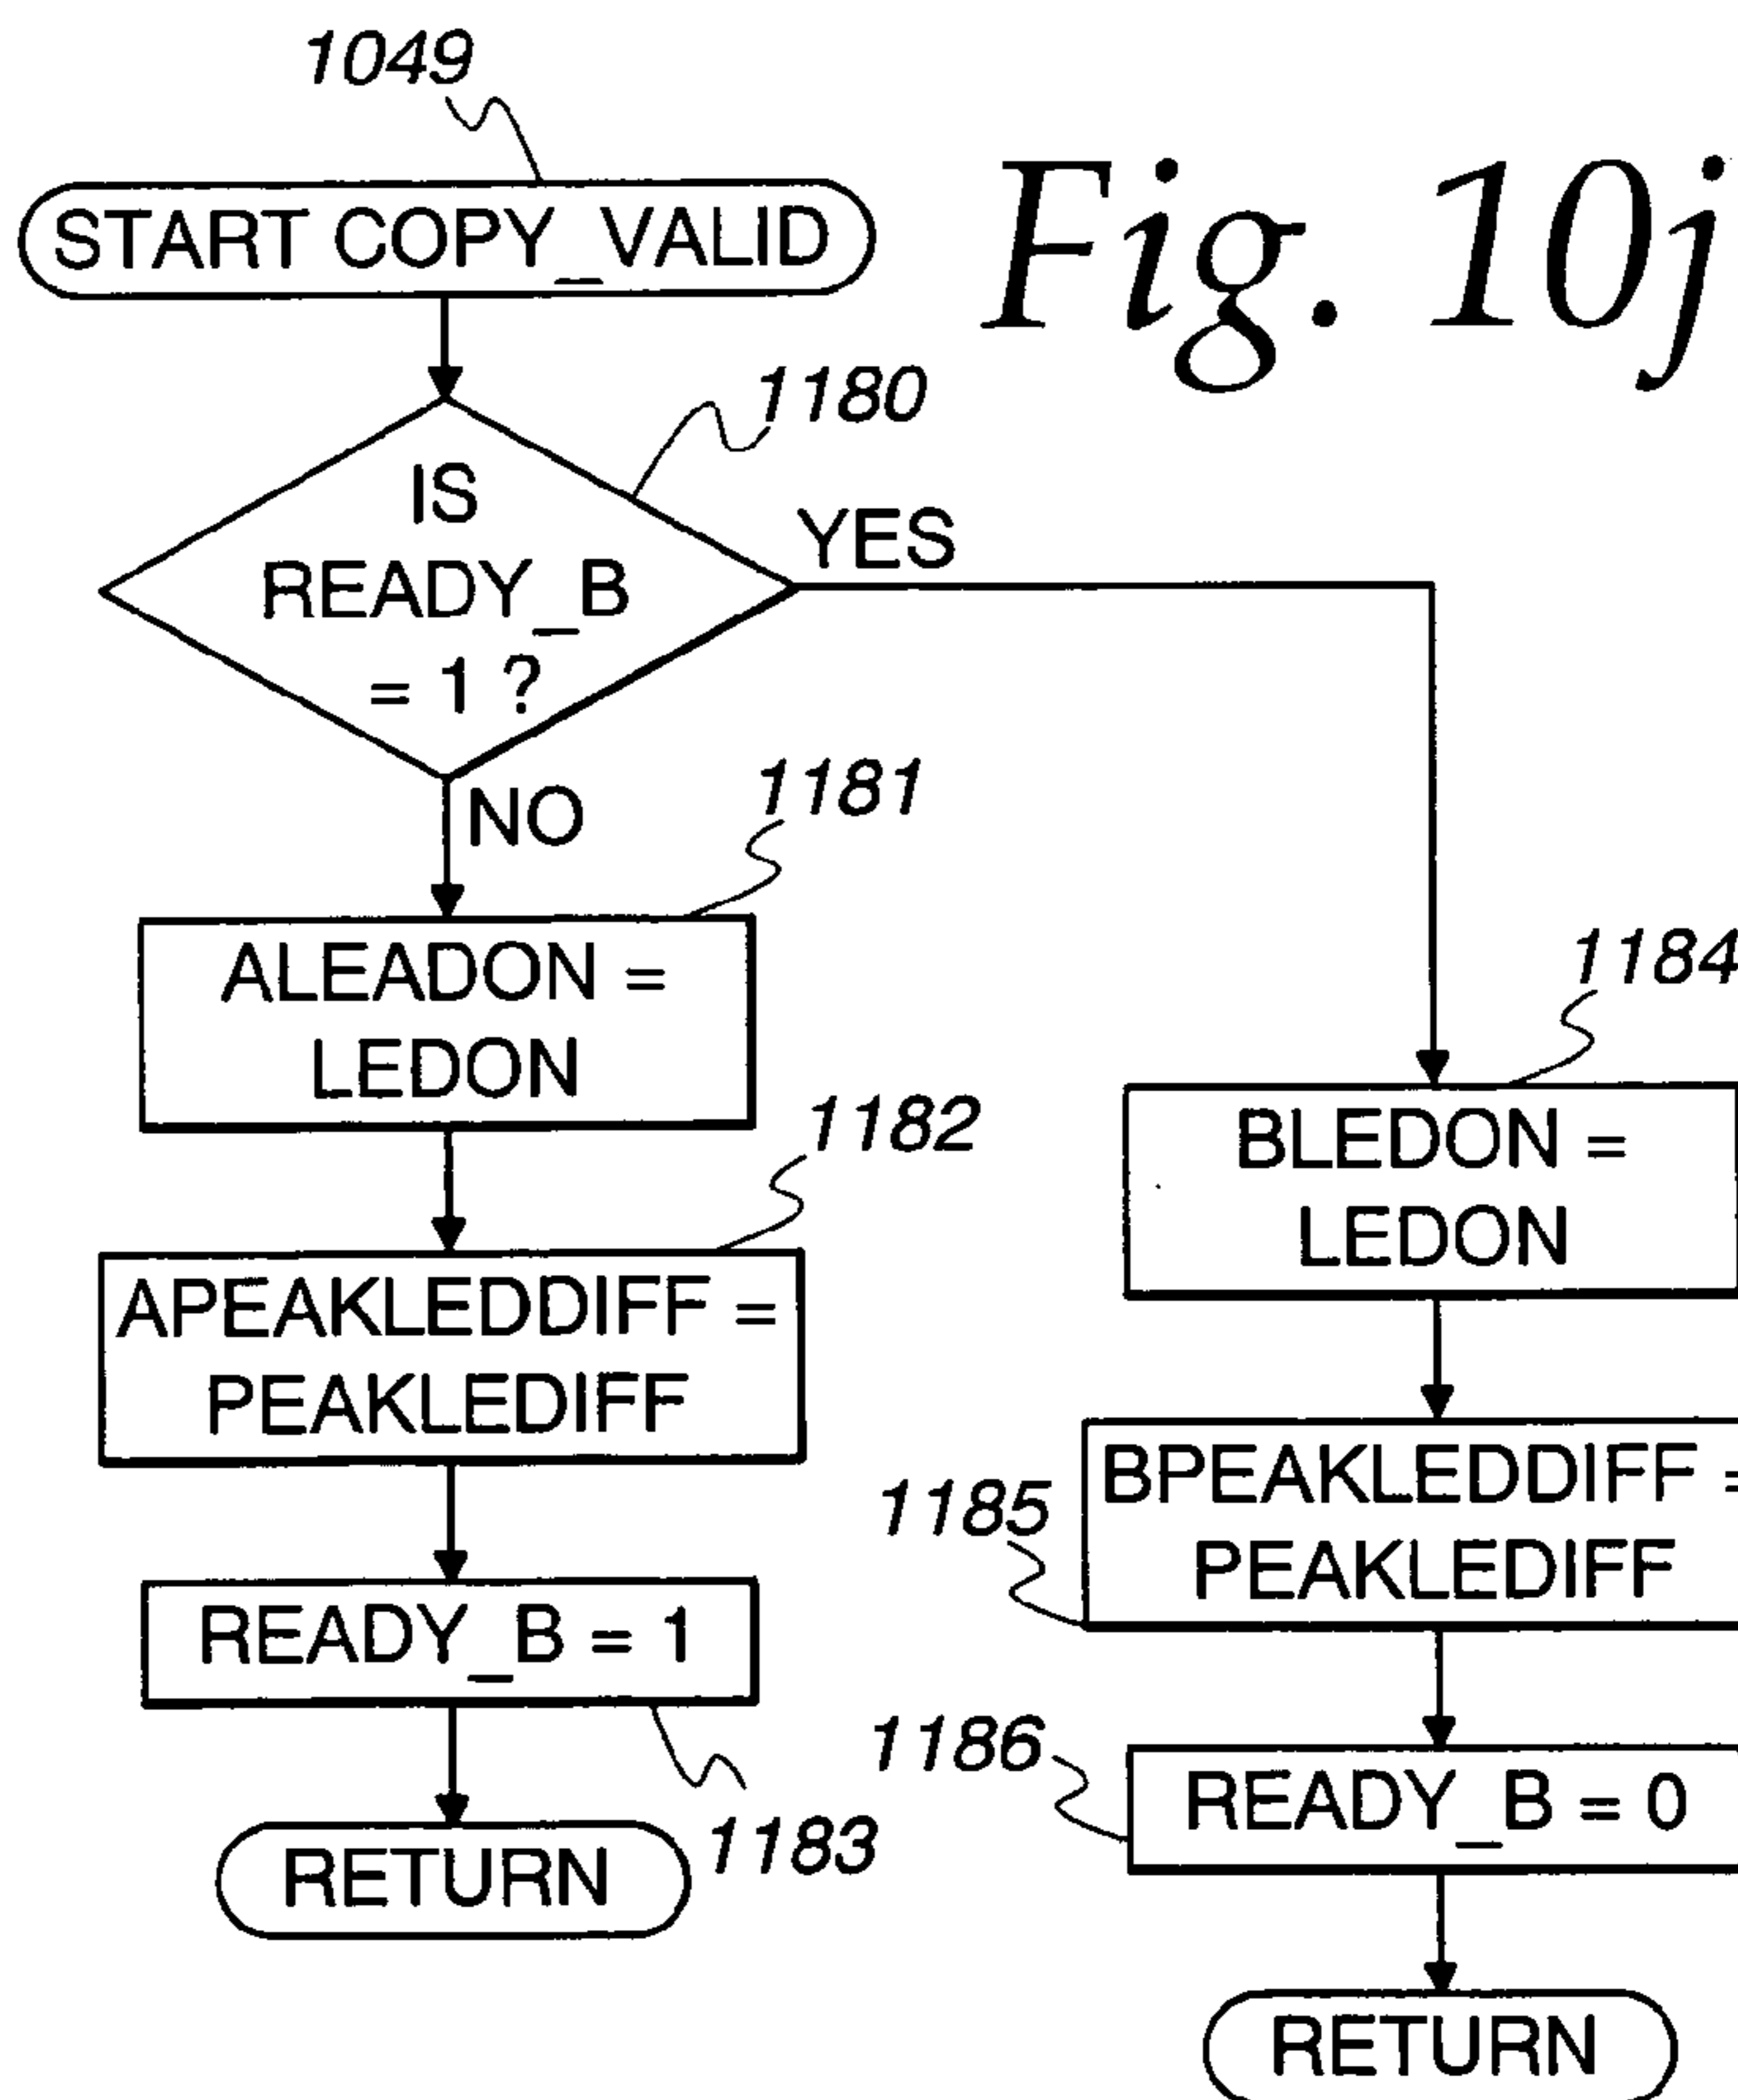 1049
START COPY_VALID
Fig. 10j
1180
IS
READY_B
= 1 ?
YES
NO
1181
ALEADON =
LEDON
1182
APEAKLEDDIFF =
PEAKLEDIFF
READY_B = 1
1183
RETURN
1184
BLEDON =
LEDON
1185
BPEAKLEDDIFF =
PEAKLEDIFF
1186
READY_B = 0
RETURN